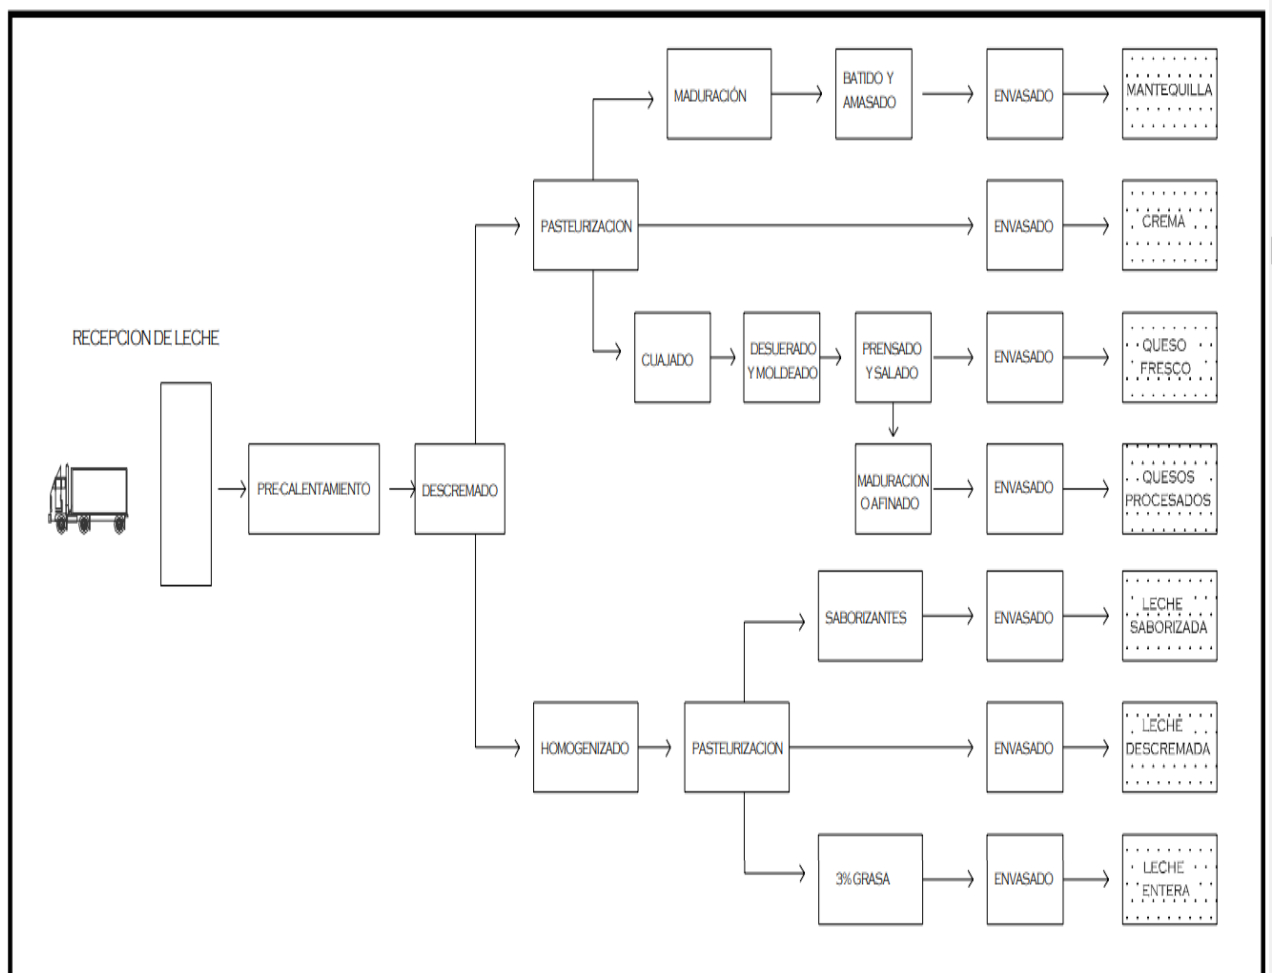 MADURACIÓN
BATIDO Y
AMASADO
ENVASADO
MANTEQUILLA
PASTEURIZACION
ENVASADO
CREMA
RECEPCION DE LECHE
CUAJADO
DESUERADO
Y MOLDEADO
PRENSADO
Y SALADO
ENVASADO
QUESO
FRESCO
PRE-CALENTAMIENTO
DESCREMADO
MADURACION
O AFINADO
ENVASADO
QUESOS
PROCESADOS
SABORIZANTES
ENVASADO
LECHE
SABORIZADA
HOMOGENIZADO
PASTEURIZACION
ENVASADO
LECHE
DESCREMADA
3% GRASA
ENVASADO
LECHE
ENTERA